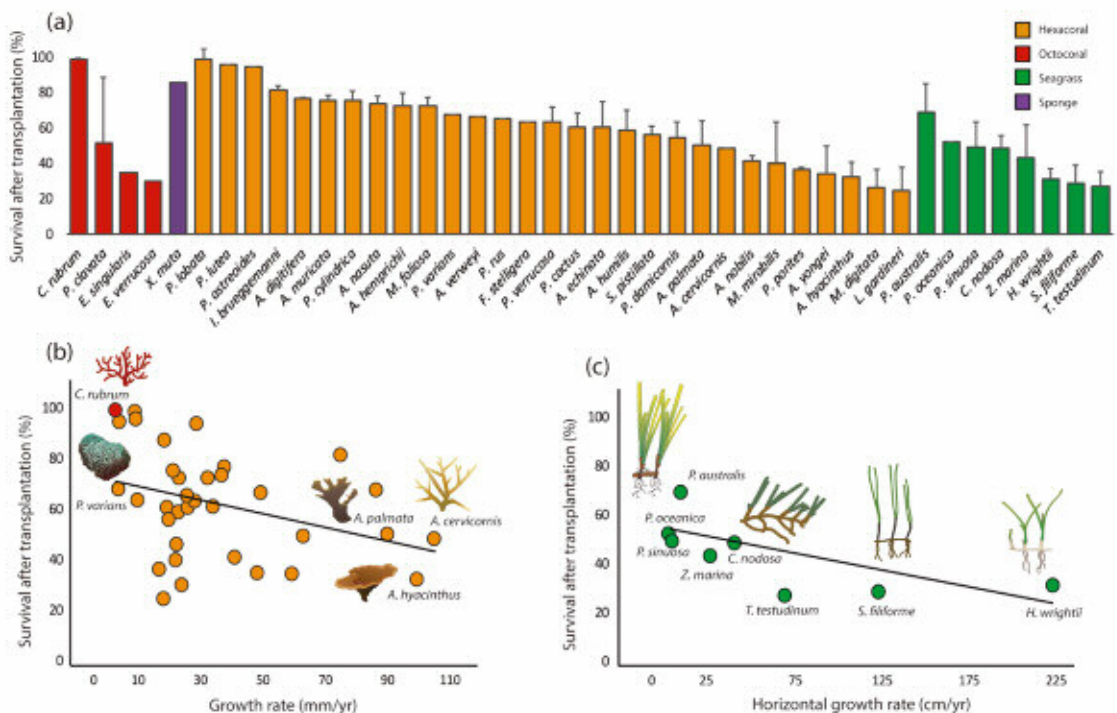 (a)
Survival after transplantation (%)
100
80
60
40
20
0
Hexacoral
Octocoral
Seagrass
Sponge
C. rubrum
P. clavata
E. singularis
E. verrucosa
X. muta
P. lobata
P. lutea
P. astreoides
I. brueggemanni
A. digitifera
A. muricata
P. cylindrica
A. nasuta
A. hemprichii
M. foliosa
P. varians
A. verweyi
P. rus
F. stelligera
P. verrucosa
P. cactus
A. echinata
A. humilis
S. pistillata
P. damicornis
A. palmata
A. cervicornis
A. nobilis
M. mirabilis
P. porites
A. yongei
A. hyacinthus
M. digitata
L. gardineri
P. australis
P. oceanica
P. sinuosa
C. nodosa
Z. marina
H. wrightii
S. filiforme
T. testudinum
(b)
Survival after transplantation (%)
100
80
60
40
80
60
0
C. rubrum
P. varians
A. palmata
A. cervicornis
A. hyacinthus
0 10 30 50 70 90 110
Growth rate (mm/yr)
(c)
Survival after transplantation (%)
100
80
60
40
20
0
P. australis
P. oceanica
P. sinuosa
C. nodosa
Z. marina
T. testudinum
S. filiforme
H. wrightii
0 25 75 125 175 225
Horizontal growth rate (cm/yr)